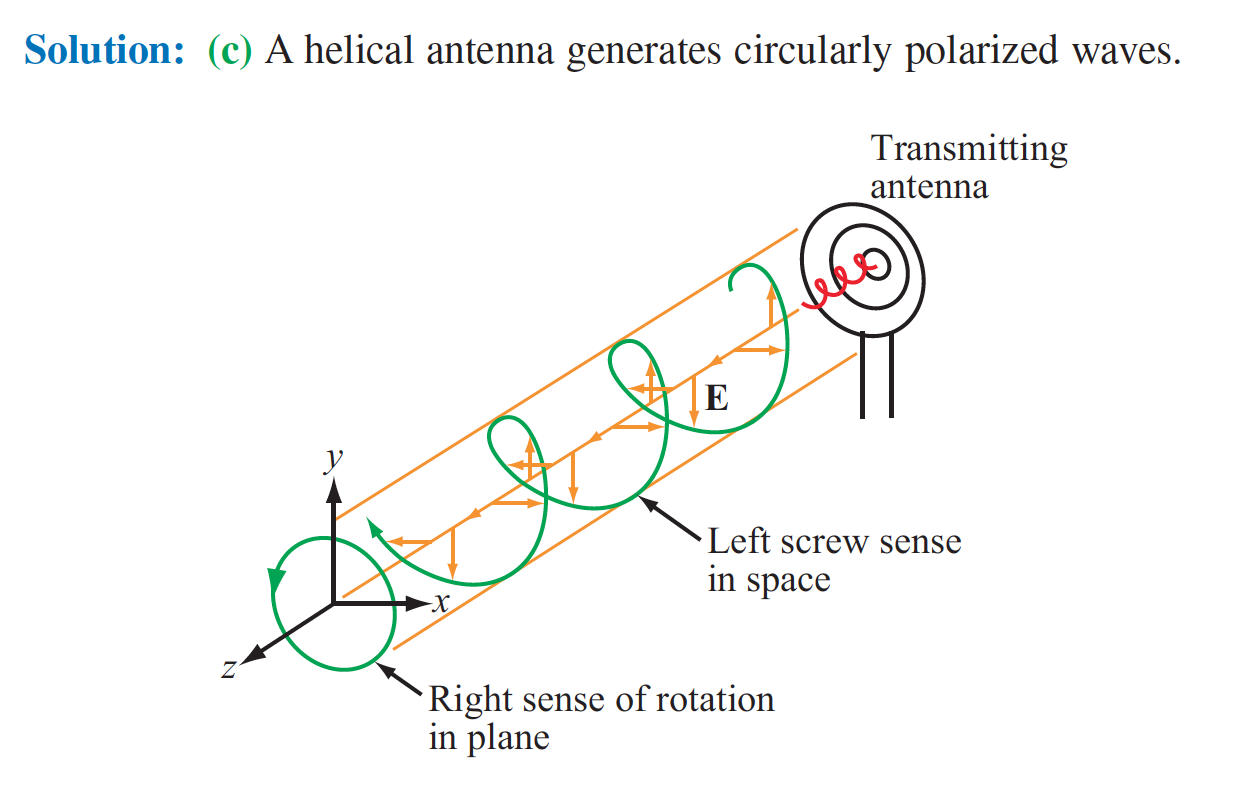 Solution: (c) A helical antenna generates circularly polarized waves.
Transmitting
antenna
E
y
Left screw sense
in space
x
z
Right sense of rotation
in plane